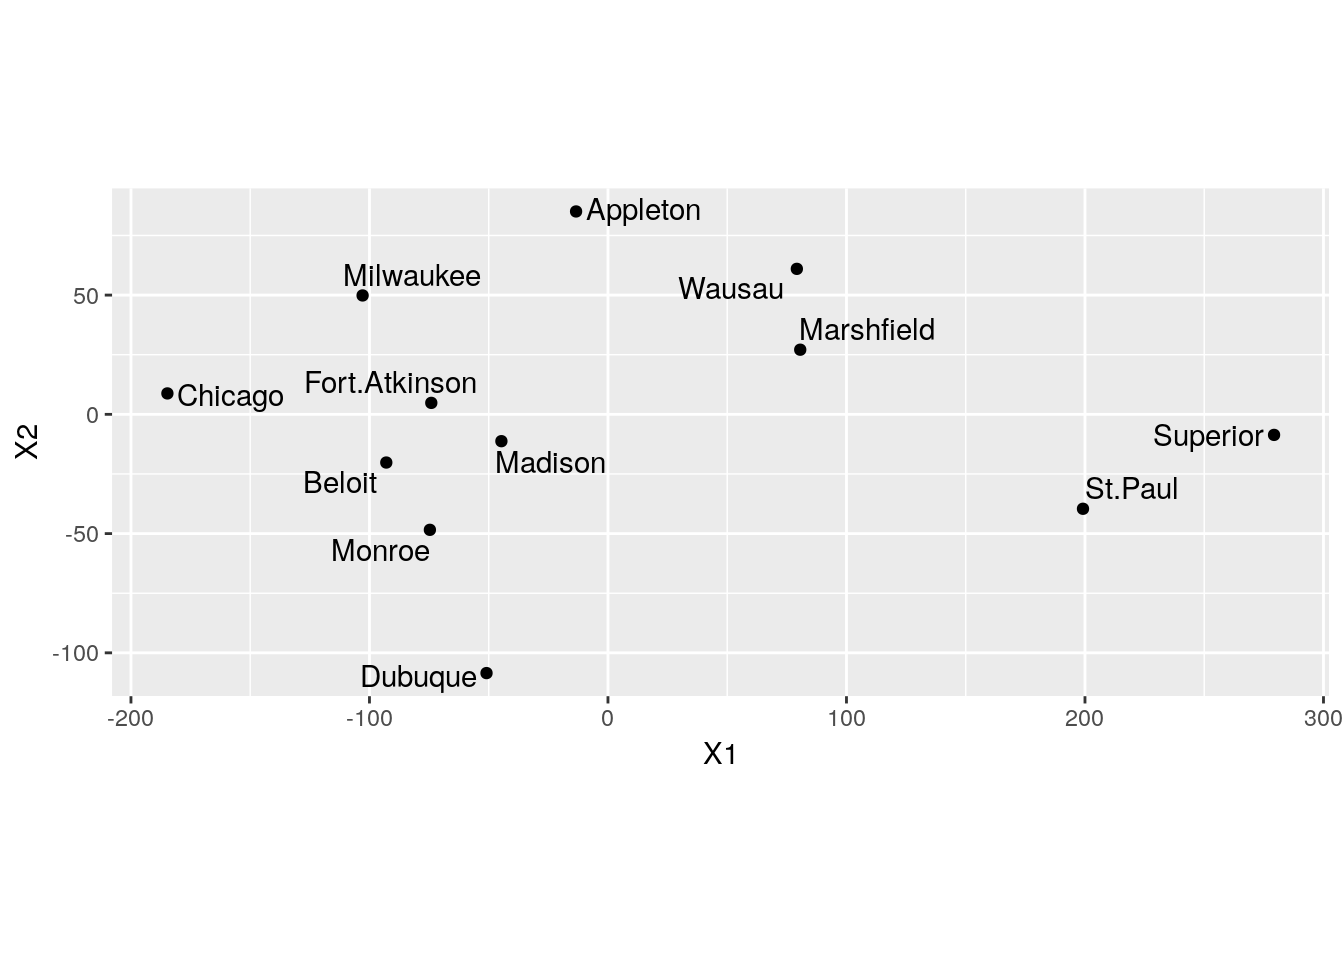 Appleton
Milwaukee
Wausau
50
Marshfield
Fort.Atkinson
Chicago
0
X2
Superior
Madison
Beloit
St.Paul
-50
Monroe
-100
Dubuque
-200
-100
0
100
200
300
X1